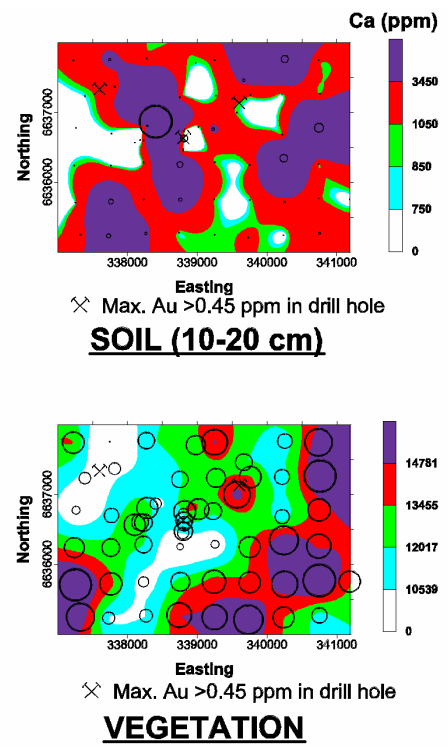 Ca (ppm)
3450
1050
850
750
0
Northing
6637000
6636000
338000 339000 340000 341000
Easting
Max. Au >0.45 ppm in drill hole
SOIL (10-20 cm)
14781
13455
12017
10539
0
Northing
6637000
6636000
338000 339000 340000 341000
Easting
Max. Au >0.45 ppm in drill hole
VEGETATION